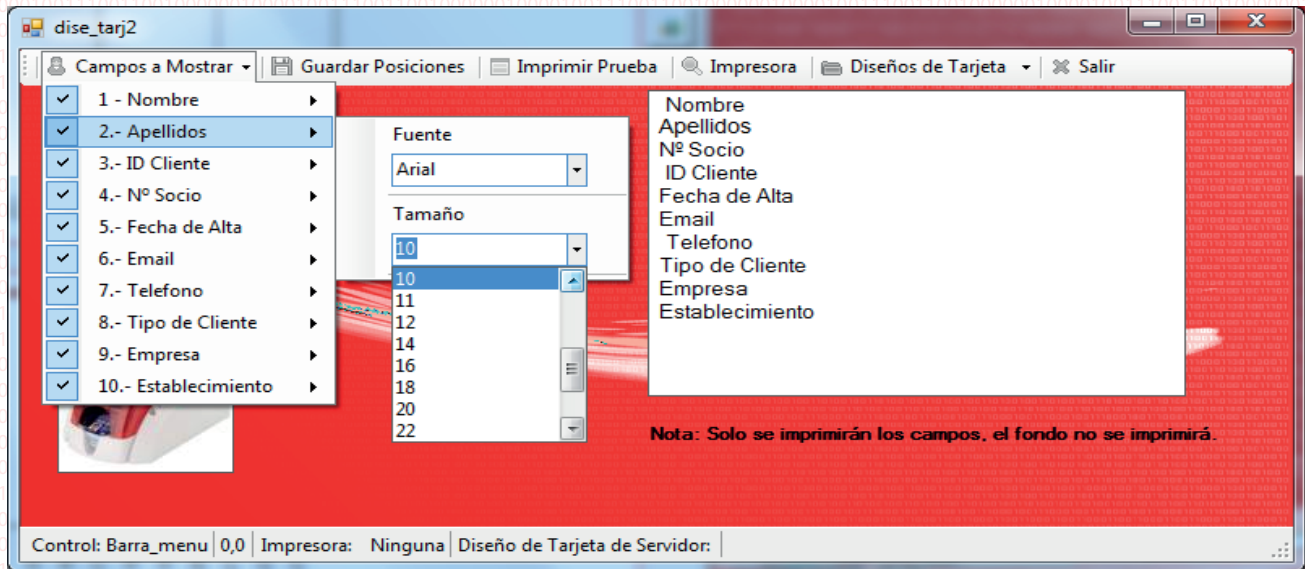 dise_tarj2
Campos a Mostrar Guardar Posiciones Imprimir Prueba Impresora Diseños de Tarjeta Salir
1 - Nombre
2.- Apellidos
3.- ID Cliente
4.- Nº Socio
5.- Fecha de Alta
6.- Email
7.- Telefono
8.- Tipo de Cliente
9.- Empresa
10.- Establecimiento
Fuente
Arial
Tamaño
10
10
11
12
14
16
18
20
22
Nombre
Apellidos
Nº Socio
ID Cliente
Fecha de Alta
Email
Telefono
Tipo de Cliente
Empresa
Establecimiento
Nota: Solo se imprimirán los campos, el fondo no se imprimirá.
Control: Barra_menu 0,0 Impresora: Ninguna Diseño de Tarjeta de Servidor: